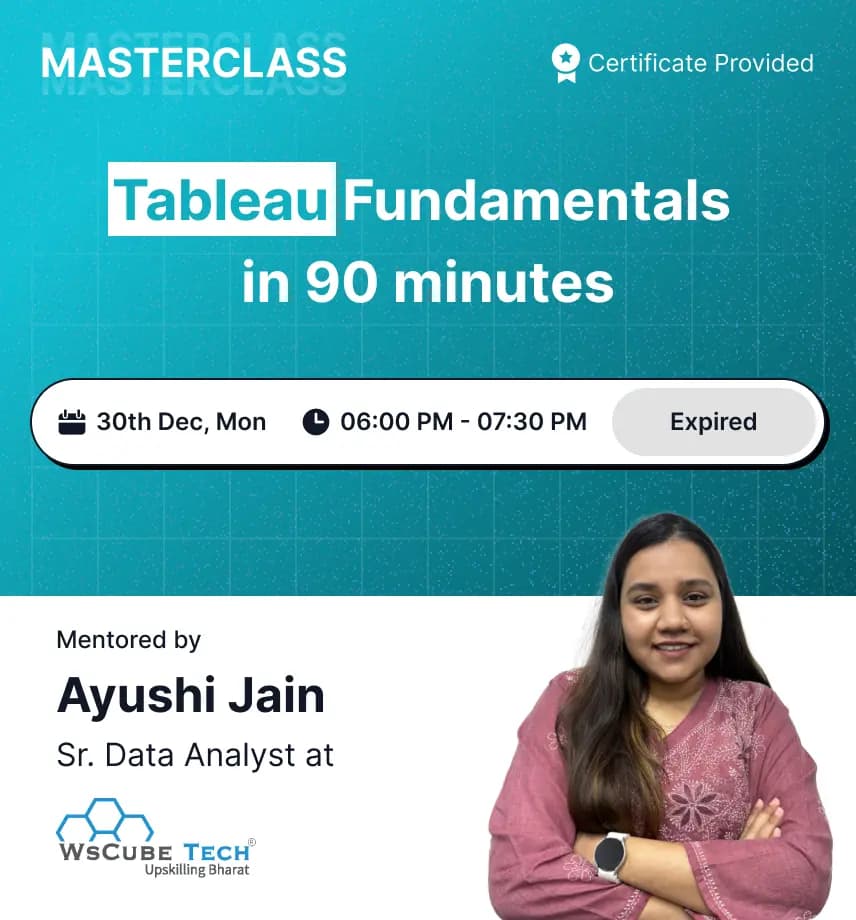 MASTERCLASS
Certificate Provided
Tableau Fundamentals
in 90 minutes
30th Dec, Mon
06:00 PM - 07:30 PM
Expired
Mentored by
Ayushi Jain
Sr. Data Analyst at
WsCube Tech®
Upskilling Bharat